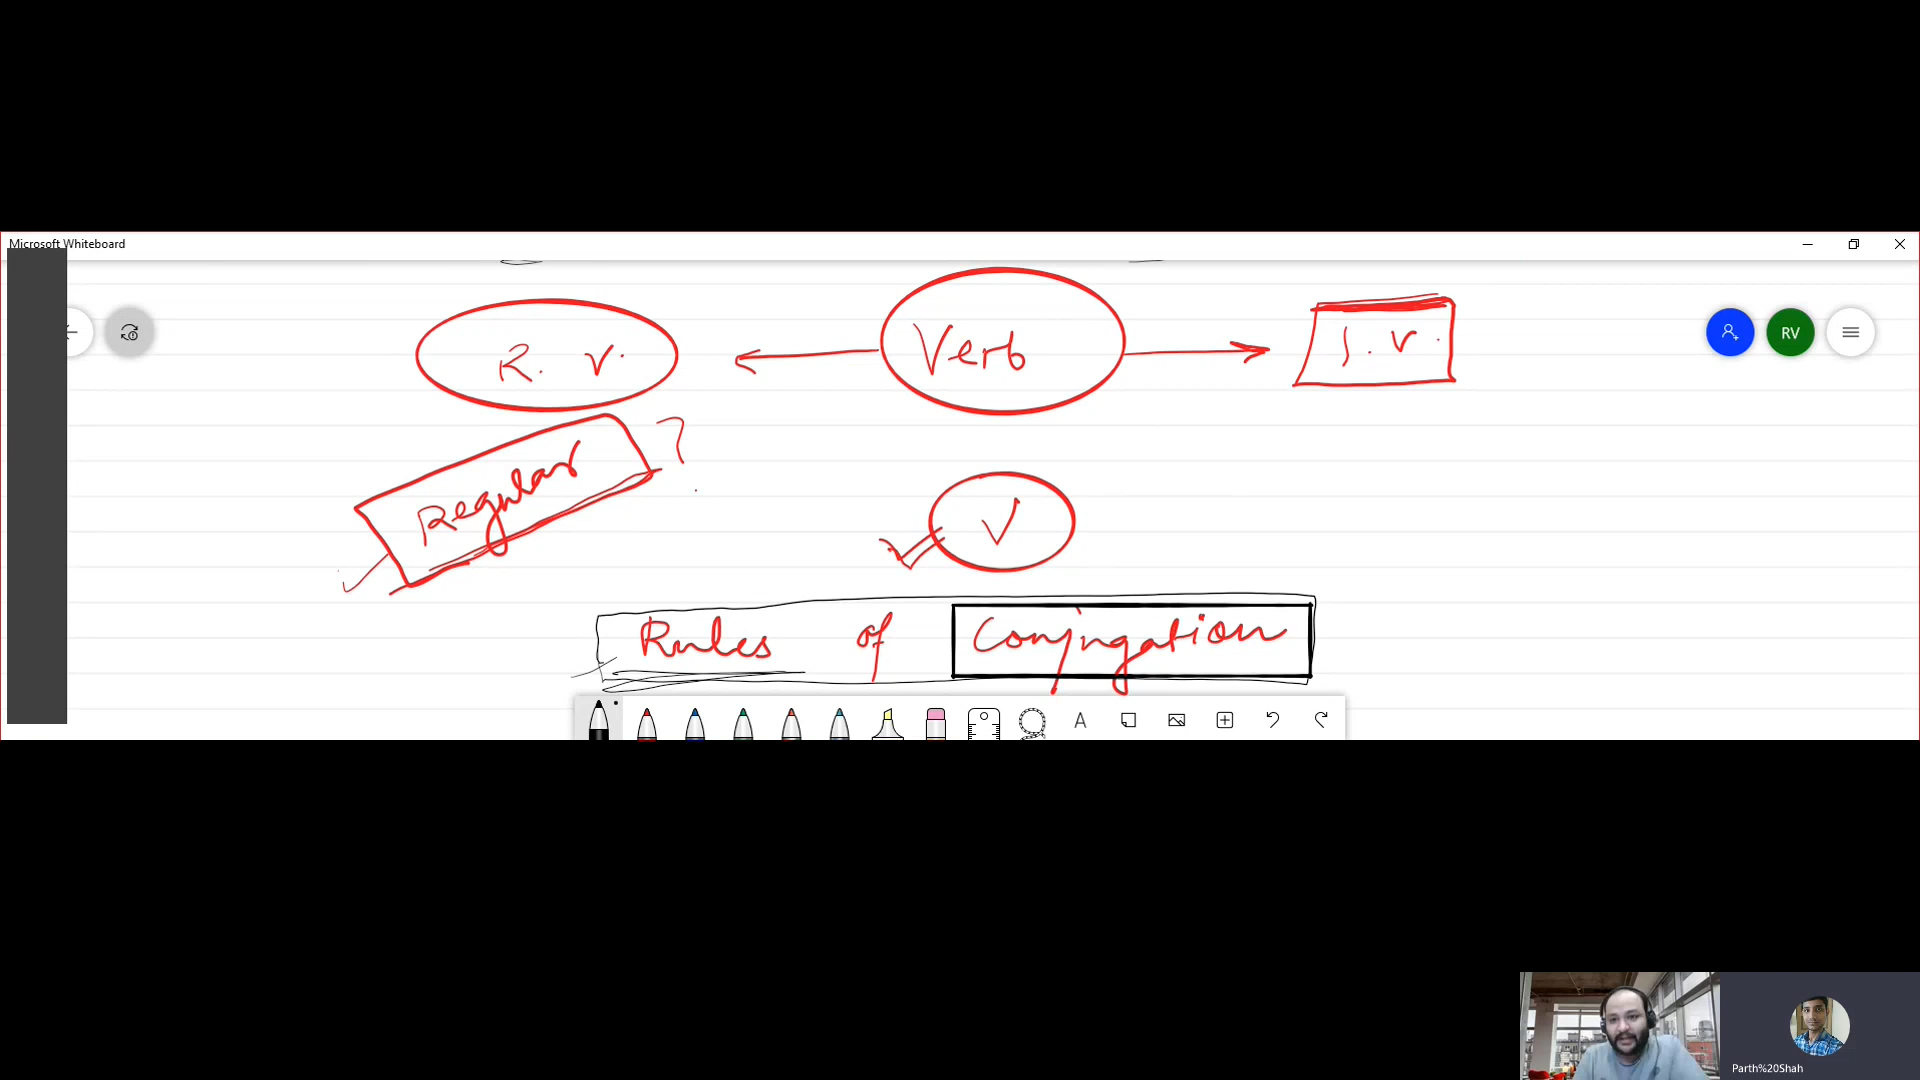 Microsoft Whiteboard
R. V. Verb I. V.
RV
Regular ?
V
Rules of Conjugation
A
Parth%20Shah